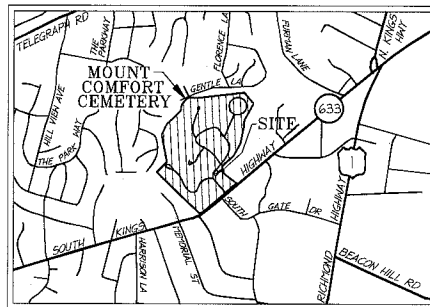 TELEGRAPH RD
THE PARKWAY
FLORENCE LA
FURMAN LANE
N. KINGS HWY
MOUNT COMFORT CEMETERY
GENTLE LA
HILL VIEW AVE
THE PARK WAY
SITE
633
1
HIGHWAY
SOUTH KINGS
HARRISON LA
MEMORIAL ST
SOUTH GATE DR
RICHMOND HIGHWAY
BEACON HILL RD